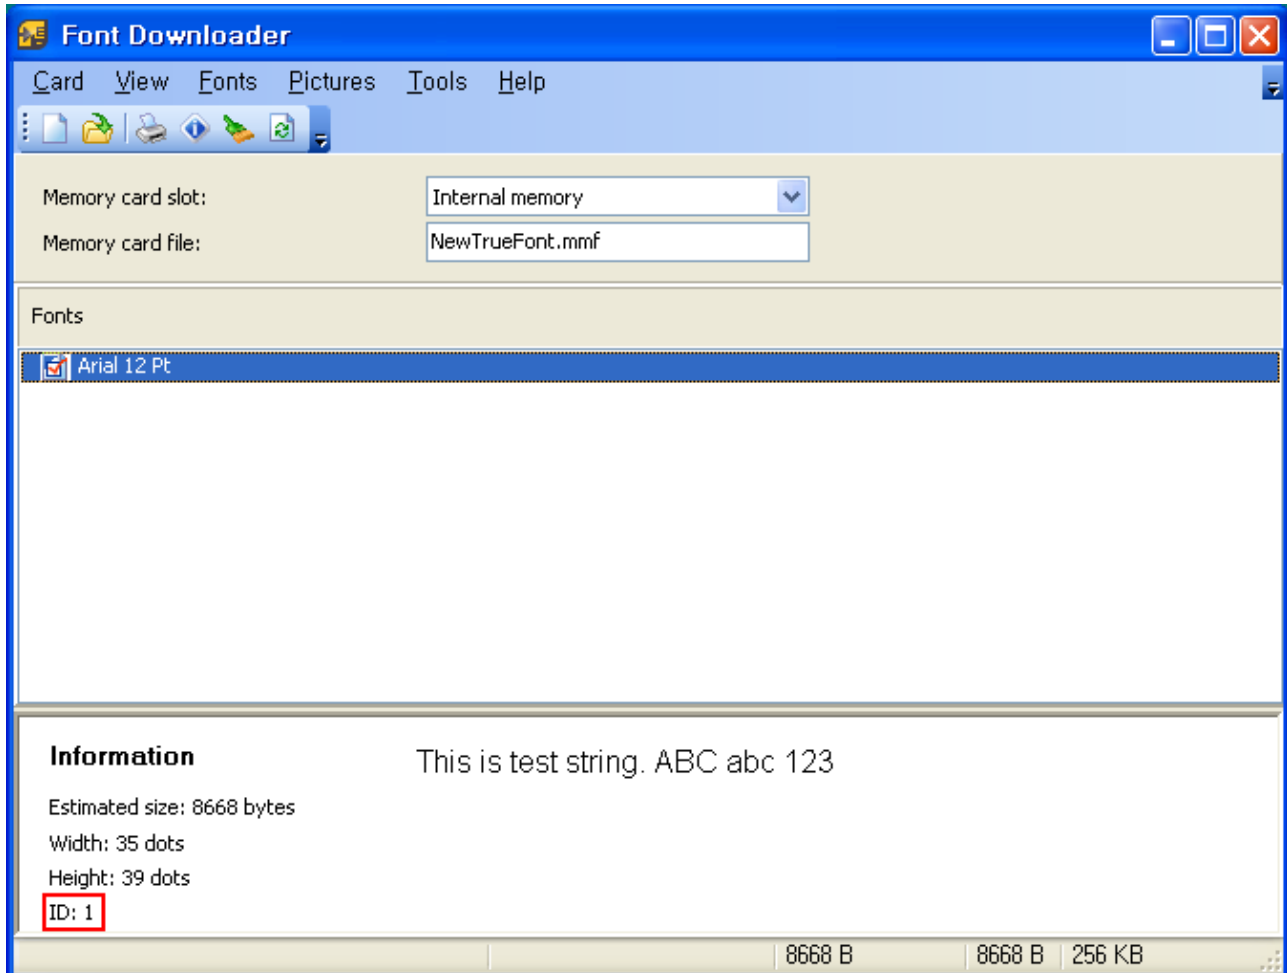 Font Downloader
Card View Fonts Pictures Tools Help
Memory card slot: Internal memory
Memory card file: NewTrueFont.mmf
Fonts
Arial 12 Pt
Information This is test string. ABC abc 123
Estimated size: 8668 bytes
Width: 35 dots
Height: 39 dots
ID: 1
8668 B 8668 B 256 KB